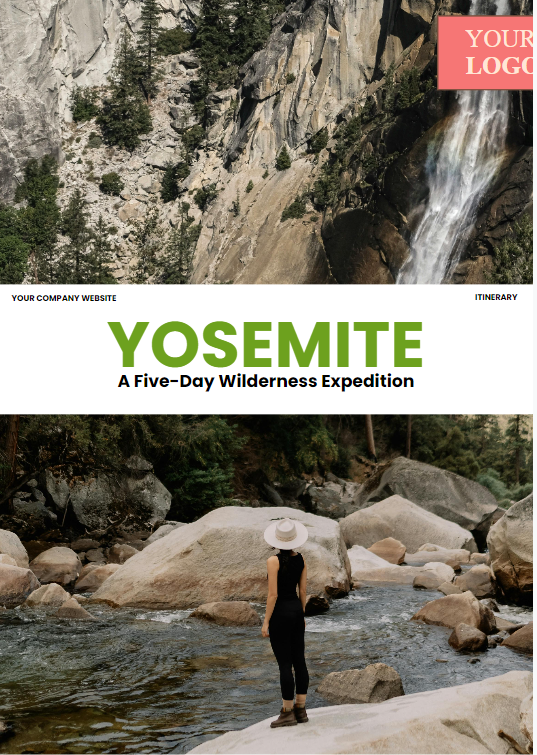 YOUR
LOGO
YOUR COMPANY WEBSITE
ITINERARY
YOSEMITE
A Five-Day Wilderness Expedition